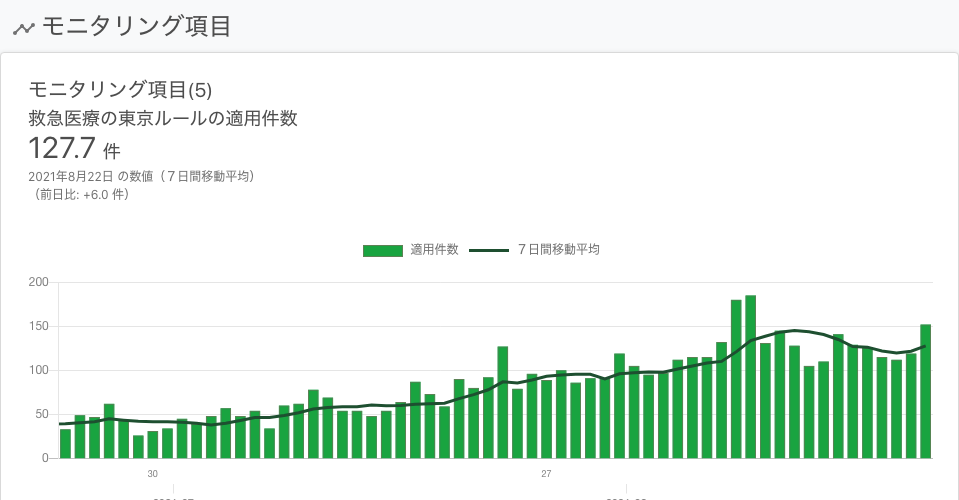 モニタリング項目
モニタリング項目(5)
救急医療の東京ルールの適用件数
127.7 件
2021年8月22日 の数値（７日間移動平均）
（前日比: +6.0 件）
適用件数 ７日間移動平均
200
150
100
50
0
30 27